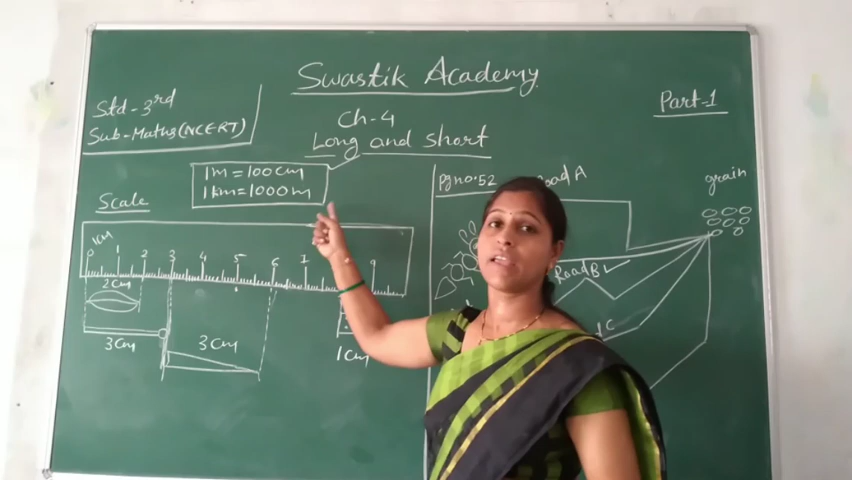 Swastik Academy
Std-3rd
Sub-Maths (NCERT)
Part-1
Ch-4
Long and short
1m = 100cm
1km = 1000m
Scale
Pg no.52
Road A
grain
1cm
0 1 2 3 4 5 6 7 9
2cm
3cm
3cm
1cm
Road B ✓
C